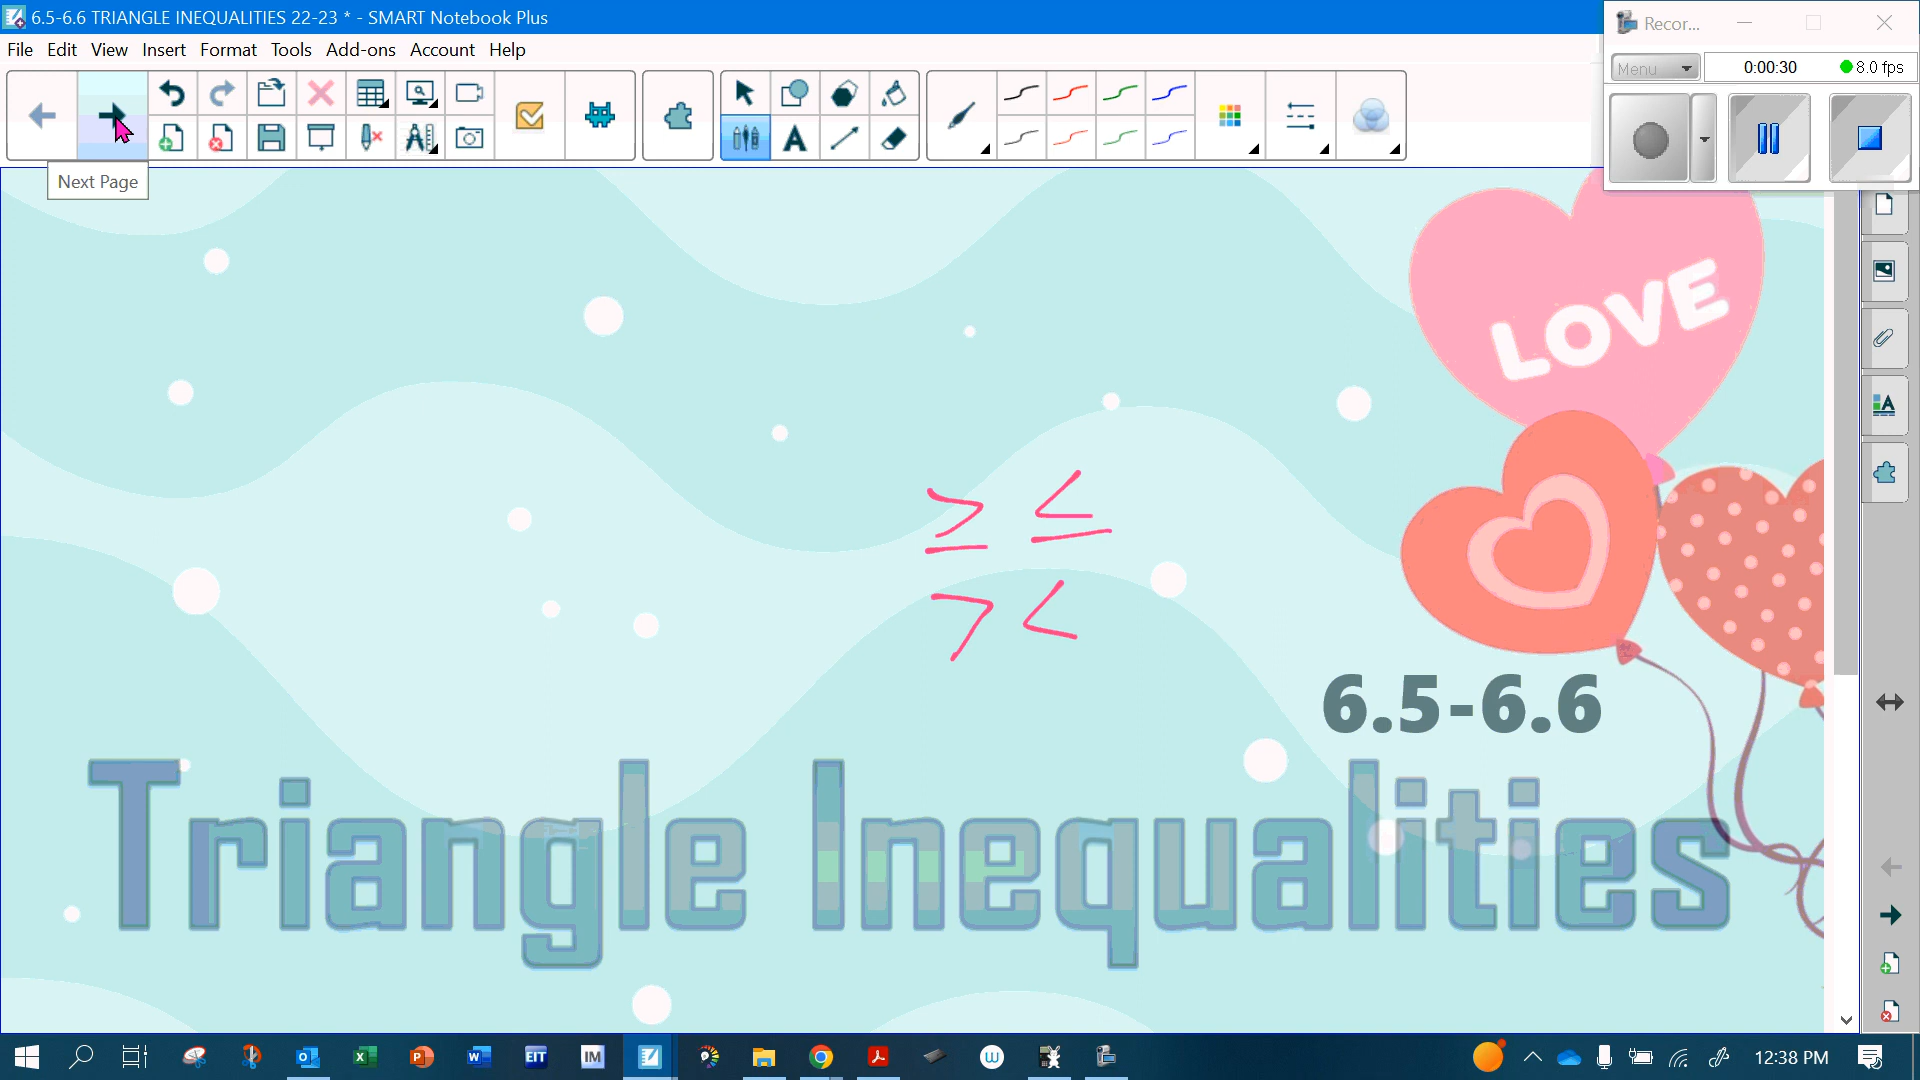 6.5-6.6 TRIANGLE INEQUALITIES 22-23 * - SMART Notebook Plus
Recor...
File Edit View Insert Format Tools Add-ons Account Help
Menu
0:00:30
8.0 fps
Next Page
LOVE
≥ ≤
> <
6.5-6.6
Triangle Inequalities
EIT
IM
12:38 PM